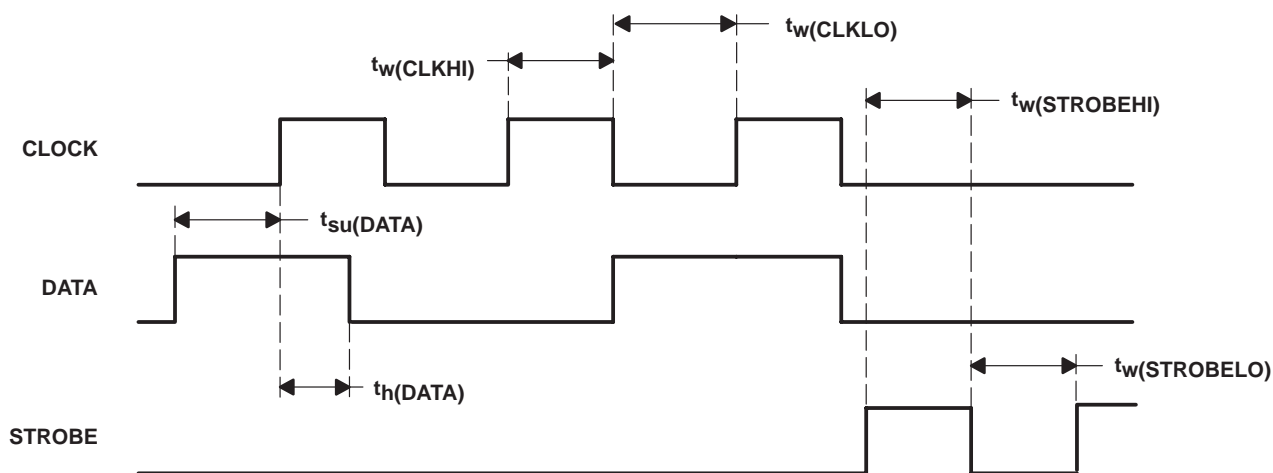 tw(CLKLO)
tw(CLKHI)
tw(STROBEHI)
CLOCK
tsu(DATA)
DATA
tw(STROBELO)
th(DATA)
STROBE